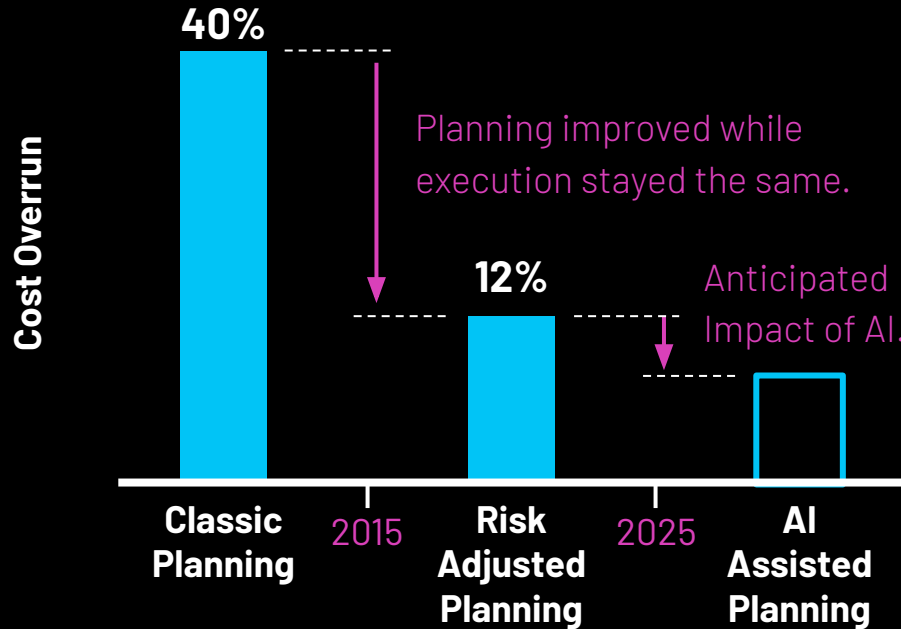 40%
Cost Overrun
Planning improved while
execution stayed the same.
12%
Anticipated
Impact of AI.
Classic
Planning
2015
Risk
Adjusted
Planning
2025
AI
Assisted
Planning